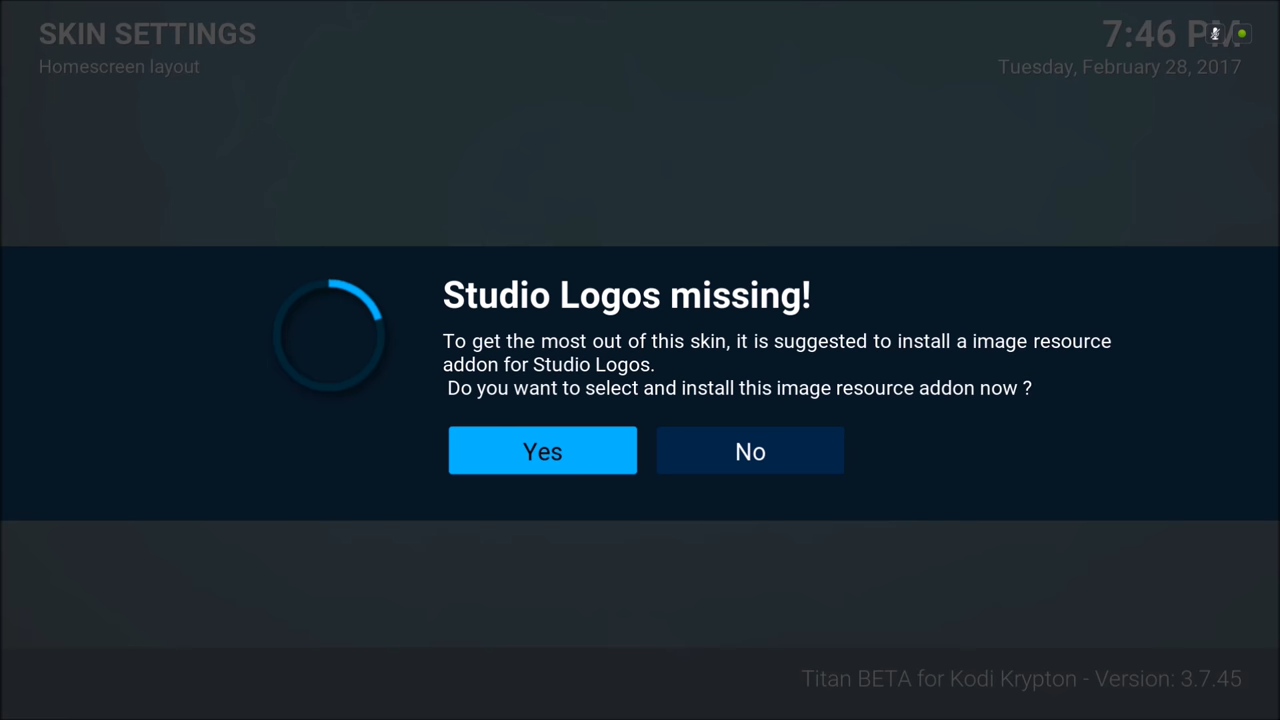 SKIN SETTINGS
7:46 PM
Homescreen layout
Tuesday, February 28, 2017
Studio Logos missing!
To get the most out of this skin, it is suggested to install a image resource
addon for Studio Logos.
Do you want to select and install this image resource addon now ?
Yes
No
Titan BETA for Kodi Krypton - Version: 3.7.45